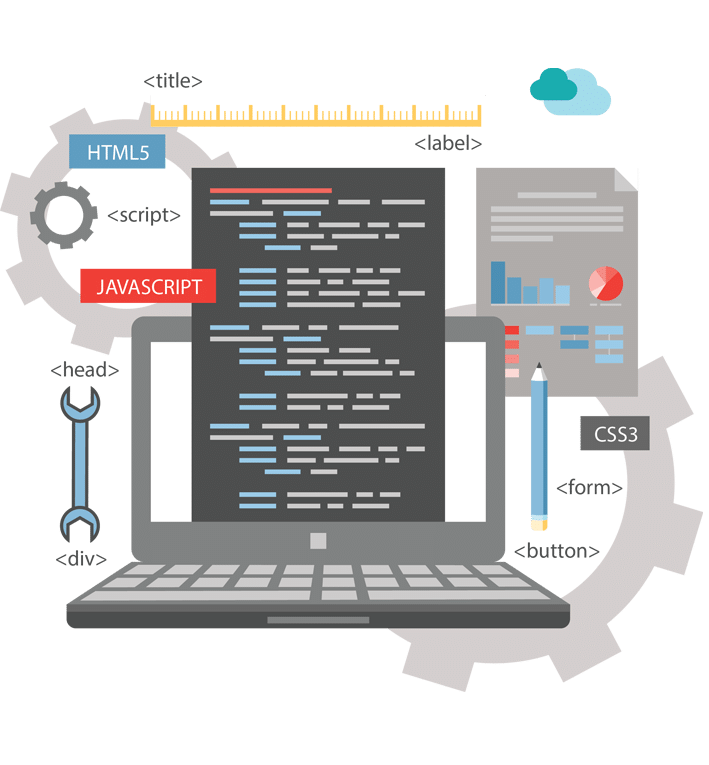 <title>
<label>
HTML5
<script>
JAVASCRIPT
<head>
CSS3
<form>
<button>
<div>